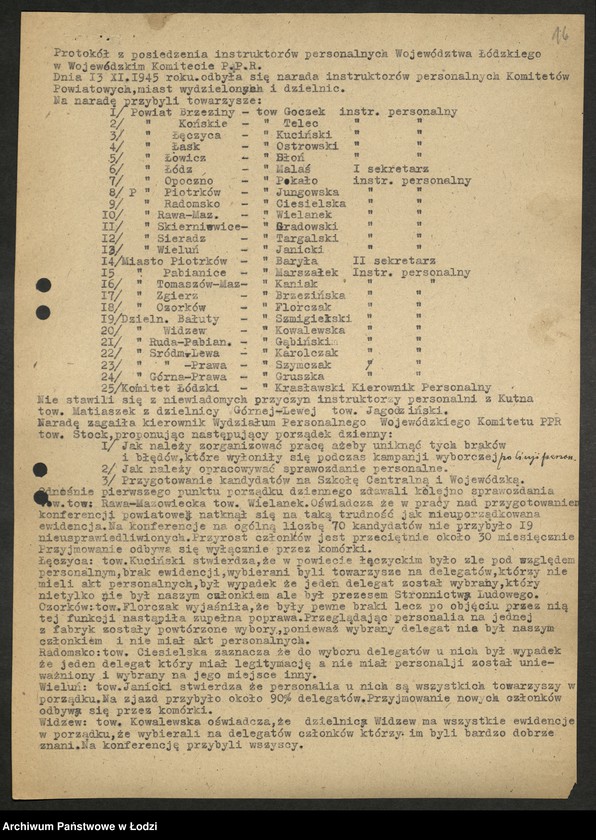 16
Protokół z posiedzenia instruktorów personalnych Województwa Łódzkiego
w Wojewódzkim Komitecie P.P.R.
Dnia 13 XI.1945 roku.odbyła się narada instruktorów personalnych Komitetów
Powiatowych,miast wydzielonych i dzielnic.
Na naradę przybyli towarzysze:
1/ Powiat Brzeziny - tow Goczek instr. personalny
2/ " Końskie - " Telec " "
3/ " Łęczyca - " Kuciński " "
4/ " Łask - " Ostrowski " "
5/ " Łowicz - " Błoń " "
6/ " Łódź - " Malaś I sekretarz
7/ " Opoczno - " Pokało instr. personalny
8/ P " Piotrków - " Jungowska " "
9/ " Radomsko - " Ciesielska " "
10/ " Rawa-Maz. - " Wielanek " "
11/ " Skierniewice- " Gradowski " "
12/ " Sieradz - " Targalski " "
13/ " Wieluń - " Janicki " "
14/Miasto Piotrków - " Baryła II sekretarz
15 " Pabianice - " Marszałek Instr. personalny
16/ " Tomaszów-Maz- " Kaniak " "
17/ " Zgierz - " Brzezińska " "
18/ " Ozorków - " Florczak " "
19/Dzieln. Bałuty - " Szmigielski " "
20/ " Widzew - " Kowalewska " "
21/ " Ruda-Pabian. - " Gąbiński " "
22/ " Śródm.Lewa - " Karolczak " "
23/ " " -Prawa - " Szymczak " "
24/ " Górna-Prawa - " Gruszka " "
25/Komitet Łódzki - " Krasławski Kierownik Personalny
Nie stawili się z niewiadomych przyczyn instruktorzy personalni z Kutna
tow. Matiaszek z dzielnicy Górnej-Lewej tow. Jagodziński.
Naradę zagaiła kierownik Wydziałum Personalnego Wojewódzkiego Komitetu PPR
tow. Stock,proponując następujący porządek dzienny:
1/ Jak należy zorganizować pracę ażeby uniknąć tych braków
i błędów,które wyłoniły się podczas kampanji wyborczej po linji person.
2/ Jak należy opracowywać sprawozdanie personalne.
3/ Przygotowanie kandydatów na Szkołę Centralną i Wojewódzką.
Odnośnie pierwszego punktu porządku dziennego zdawali kolejno sprawozdania
tow.tow: Rawa-Mazowiecka tow. Wielanek.Oświadcza że w pracy nad przygotowaniem
konferencji powiatowej natknął się na taką trudność jak nieuporządkowana
ewidencja.Na konferencje na ogólną liczbę 70 kandydatów nie przybyło 19
nieusprawiedliwionych.Przyrost członków jest przeciętnie około 30 miesięcznie
Przyjmowanie odbywa się wyłącznie przez komórki.
Łęczyca: tow.Kuciński stwierdza,że w powiecie łęczyckim było zle pod względem
personalnym,brak ewidencji,wybierani byli towarzysze na delegatów,którzy nie
mieli akt personalnych,był wypadek że jeden delegat został wybrany,który
nietylko nie był naszym członkiem ale był prezesem Stronnictwa Ludowego.
Ozorków:tow.Florczak wyjaśniła,że były pewne braki lecz po objęciu przez nią
tej funkcji nastąpiła zupełna poprawa.Przeglądając personalia na jednej
z fabryk zostały powtórzone wybory,ponieważ wybrany delegat nie był naszym
członkiem i nie miał akt personalnych.
Radomsko:tow. Ciesielska zaznacza że do wyboru delegatów u nich był wypadek
że jeden delegat który miał legitymację a nie miał personalji został unie-
ważniony i wybrany na jego miejsce inny.
Wieluń: tow.Janicki stwierdza że personalia u nich są wszystkich towarzyszy w
porządku.Na zjazd przybyło około 90% delegatów.Przyjmowanie nowych członków
odbywa się przez komórki.
Widzew: tow. Kowalewska oświadcza,że dzielnica Widzew ma wszystkie ewidencje
w porządku,że wybierali na delegatów członków którzy im byli bardzo dobrze
znani.Na konferencję przybyli wszyscy.
Archiwum Państwowe w Łodzi